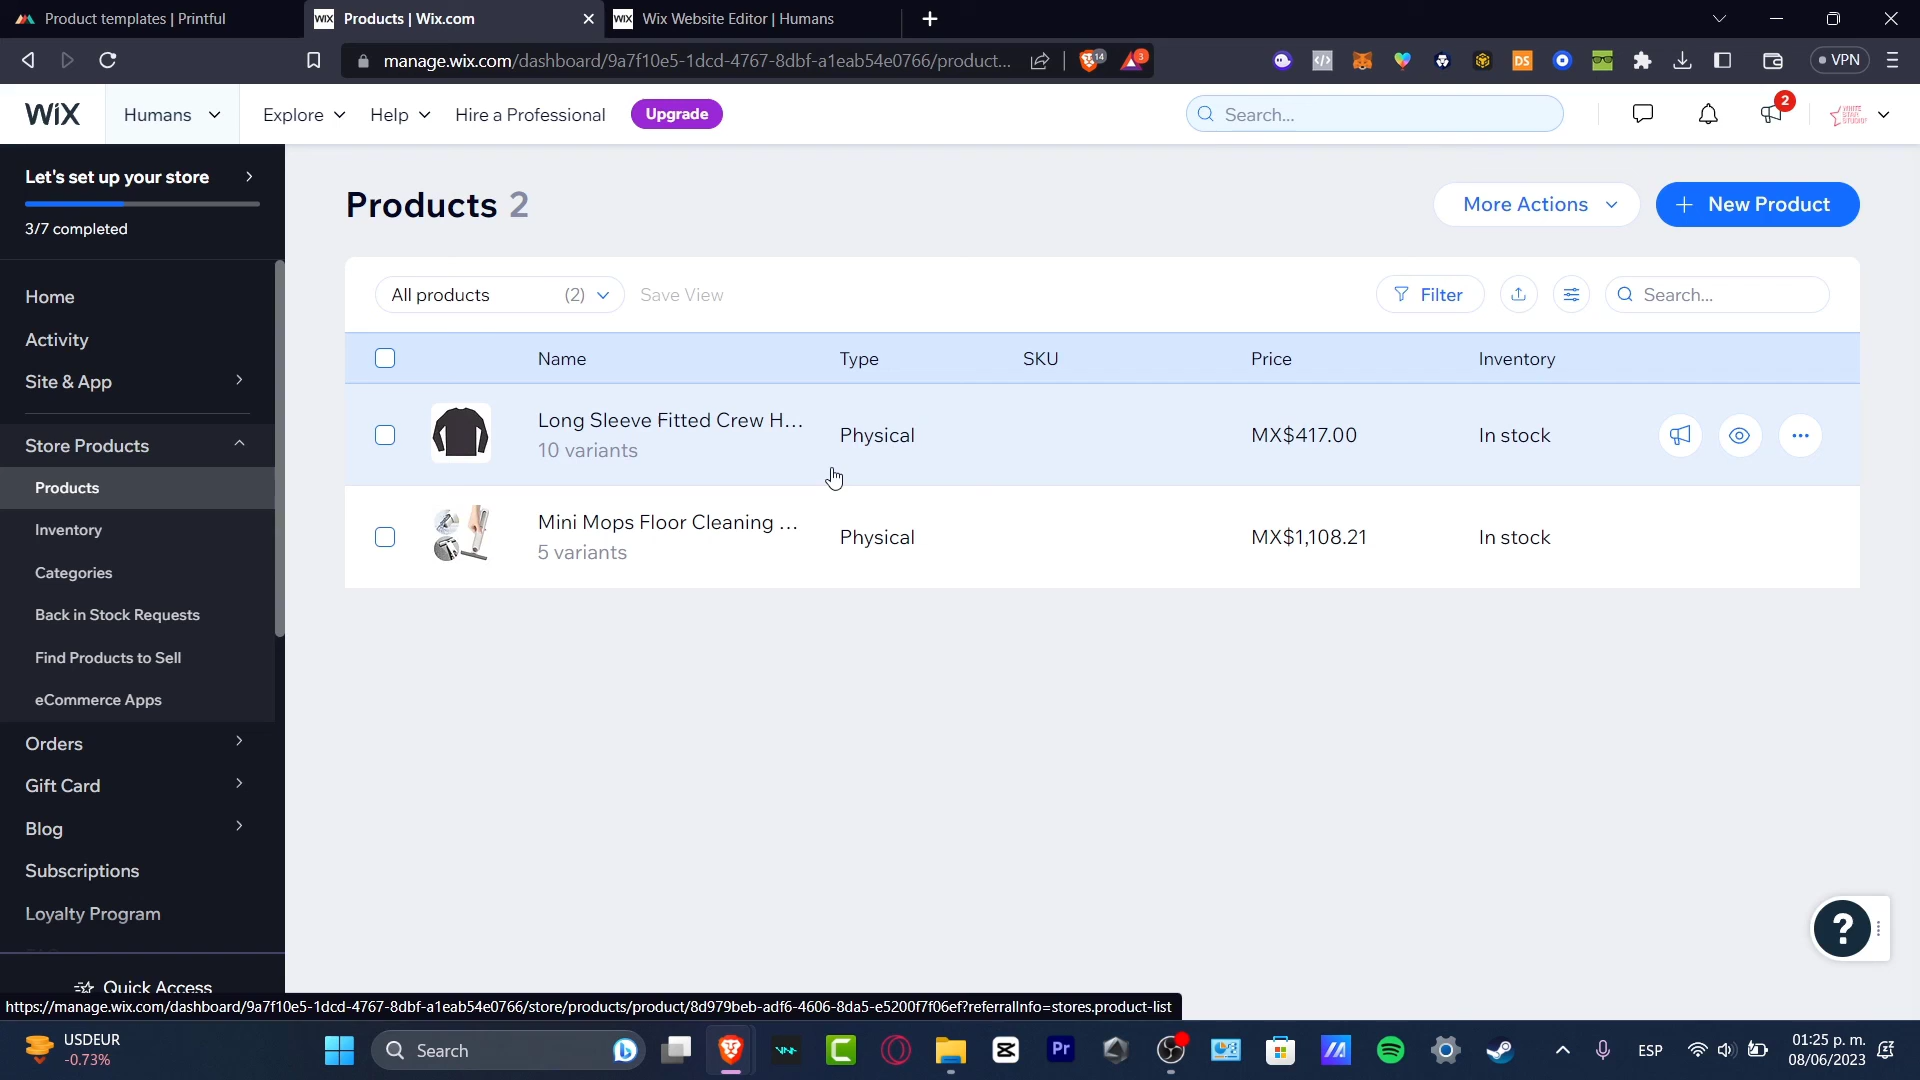 Product templates | Printful
WiX
Products | Wix.com
WiX
Wix Website Editor | Humans
manage.wix.com/dashboard/9a7f10e5-1dcd-4767-8dbf-a1eab54e0766/product...
14
3
DS
VPN
WiX
Humans
Explore
Help
Hire a Professional
Upgrade
Search...
2
Let's set up your store
3/7 completed
Home
Activity
Site & App
Store Products
Products
Inventory
Categories
Back in Stock Requests
Find Products to Sell
eCommerce Apps
Orders
Gift Card
Blog
Subscriptions
Loyalty Program
Quick Access
Products 2
More Actions
+ New Product
All products (2)
Save View
Filter
Search...
Name Type SKU Price Inventory
Long Sleeve Fitted Crew H... Physical MX$417.00 In stock
10 variants
Mini Mops Floor Cleaning ... Physical MX$1,108.21 In stock
5 variants
?
https://manage.wix.com/dashboard/9a7f10e5-1dcd-4767-8dbf-a1eab54e0766/store/products/product/8d979beb-adf6-4606-8da5-e5200f7f06ef?referralInfo=stores.product-list
USDEUR
-0.73%
Search
Pr
ESP
01:25 p. m.
08/06/2023